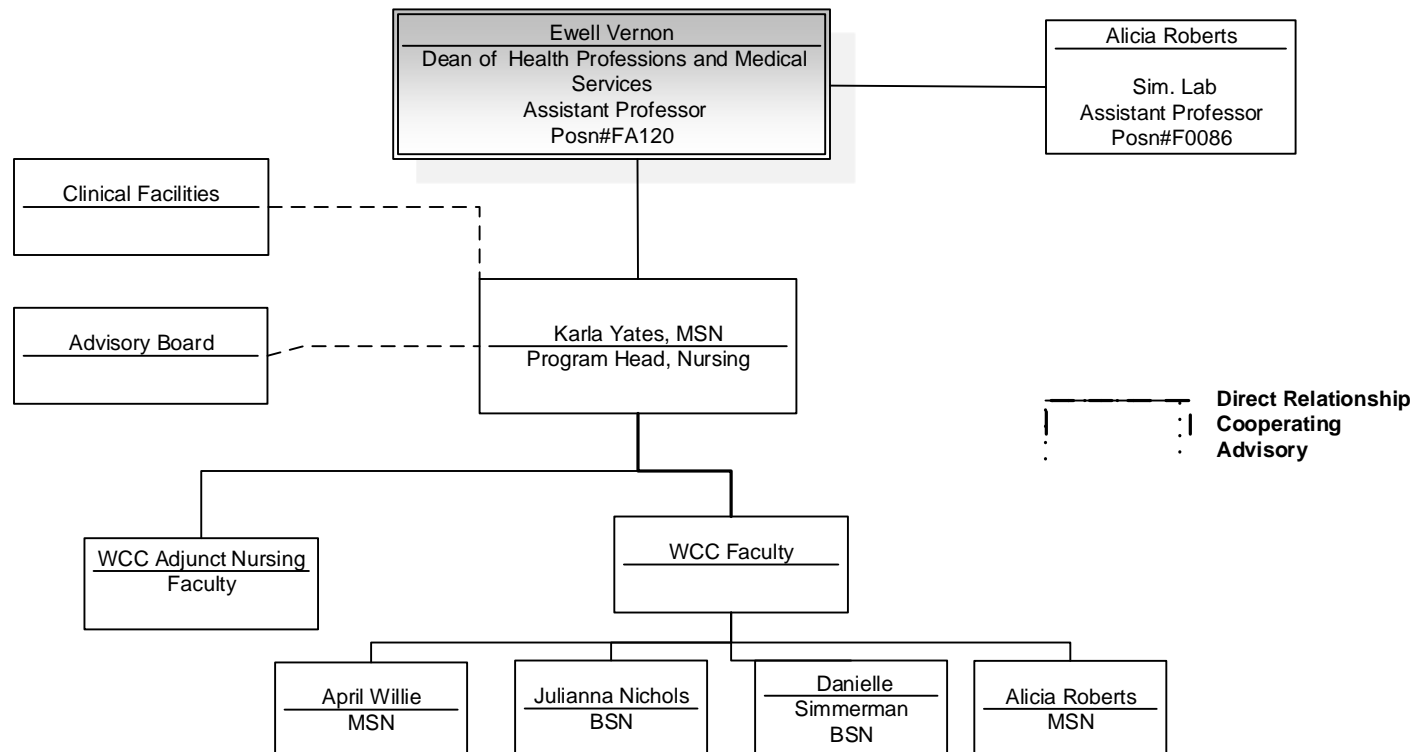 Ewell Vernon
Dean of Health Professions and Medical
Services
Assistant Professor
Posn#FA120
Alicia Roberts
Sim. Lab
Assistant Professor
Posn#F0086
Clinical Facilities
Advisory Board
Karla Yates, MSN
Program Head, Nursing
Direct Relationship
Cooperating
Advisory
WCC Adjunct Nursing
Faculty
WCC Faculty
April Willie
MSN
Julianna Nichols
BSN
Danielle
Simmerman
BSN
Alicia Roberts
MSN